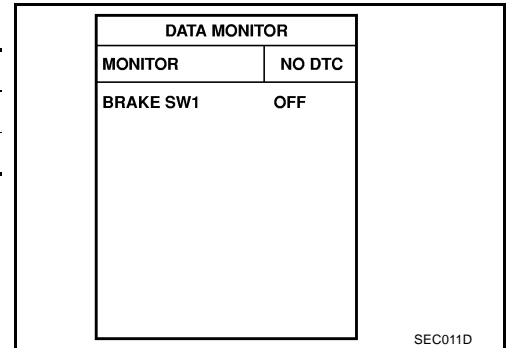 DATA MONITOR
MONITOR NO DTC
BRAKE SW1 OFF
SEC011D